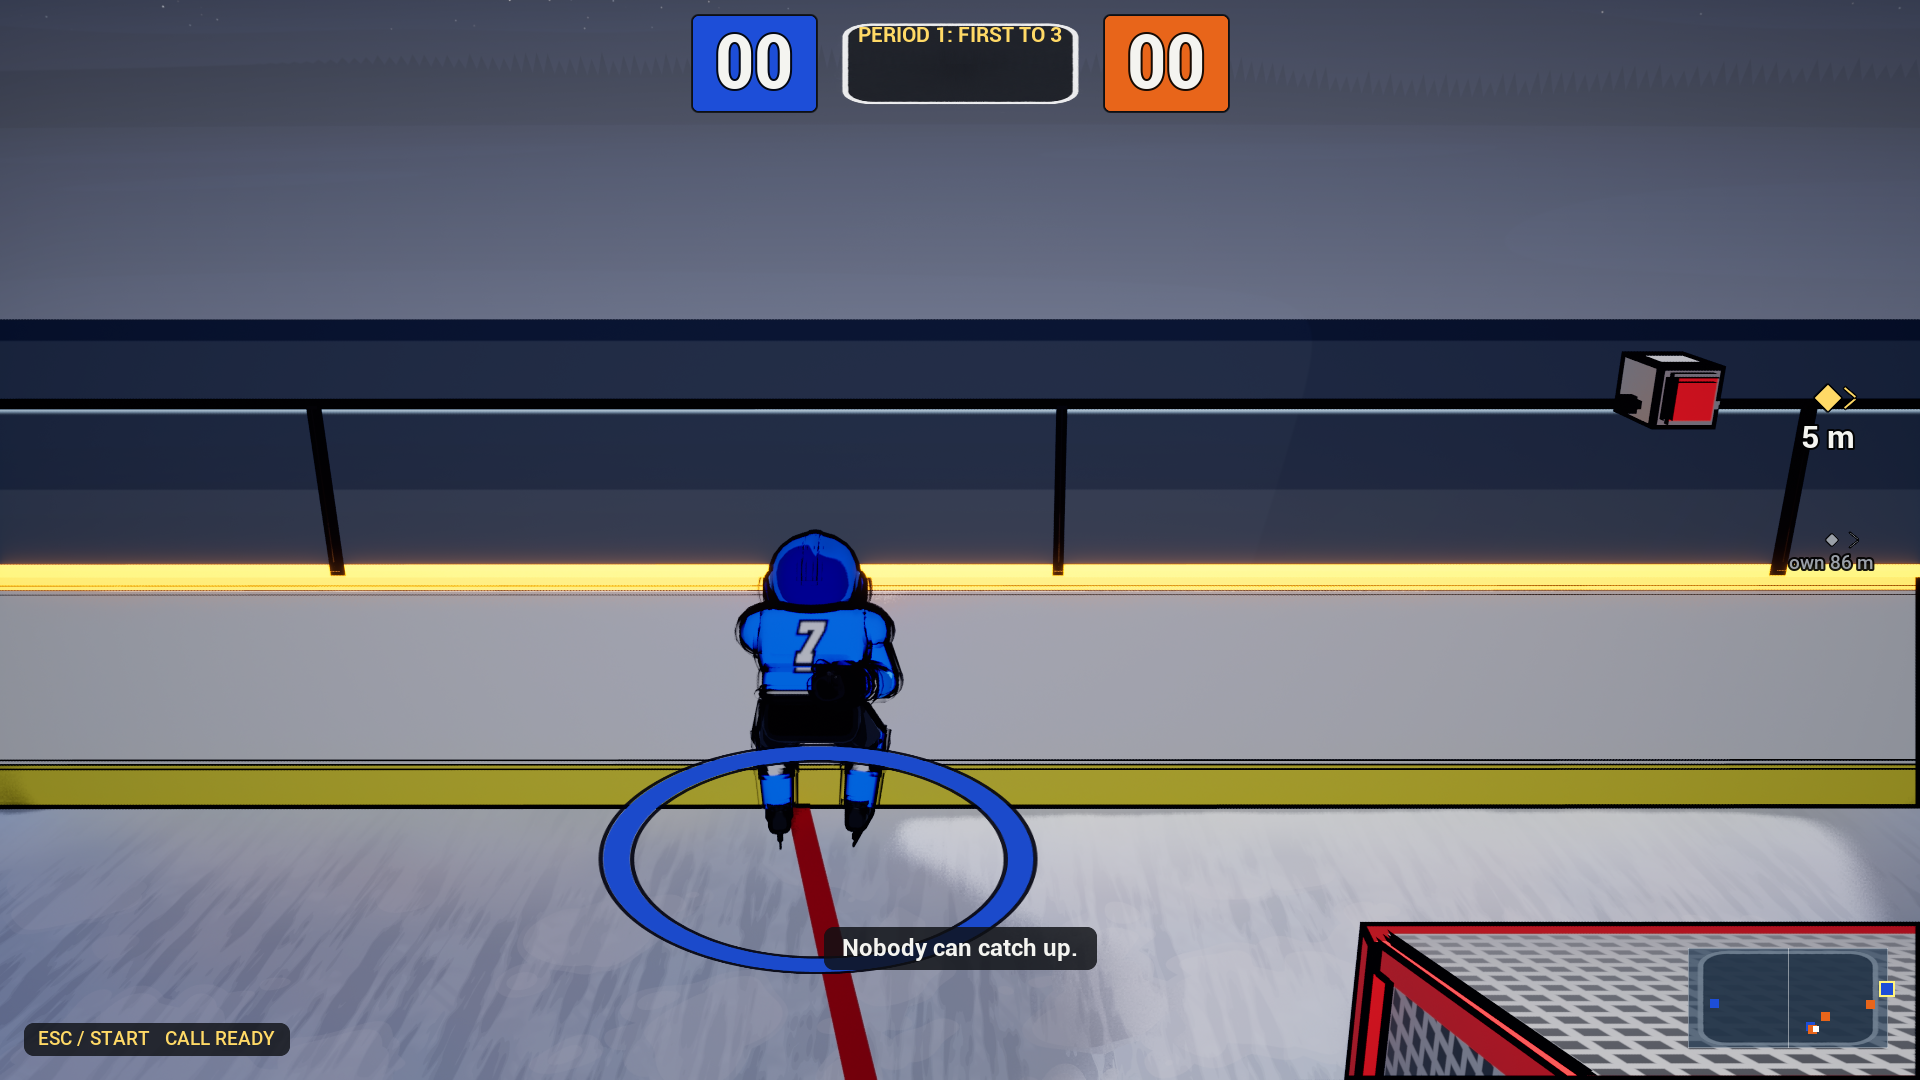 00
PERIOD 1: FIRST TO 3
00
5 m
own 86 m
7
Nobody can catch up.
ESC / START CALL READY